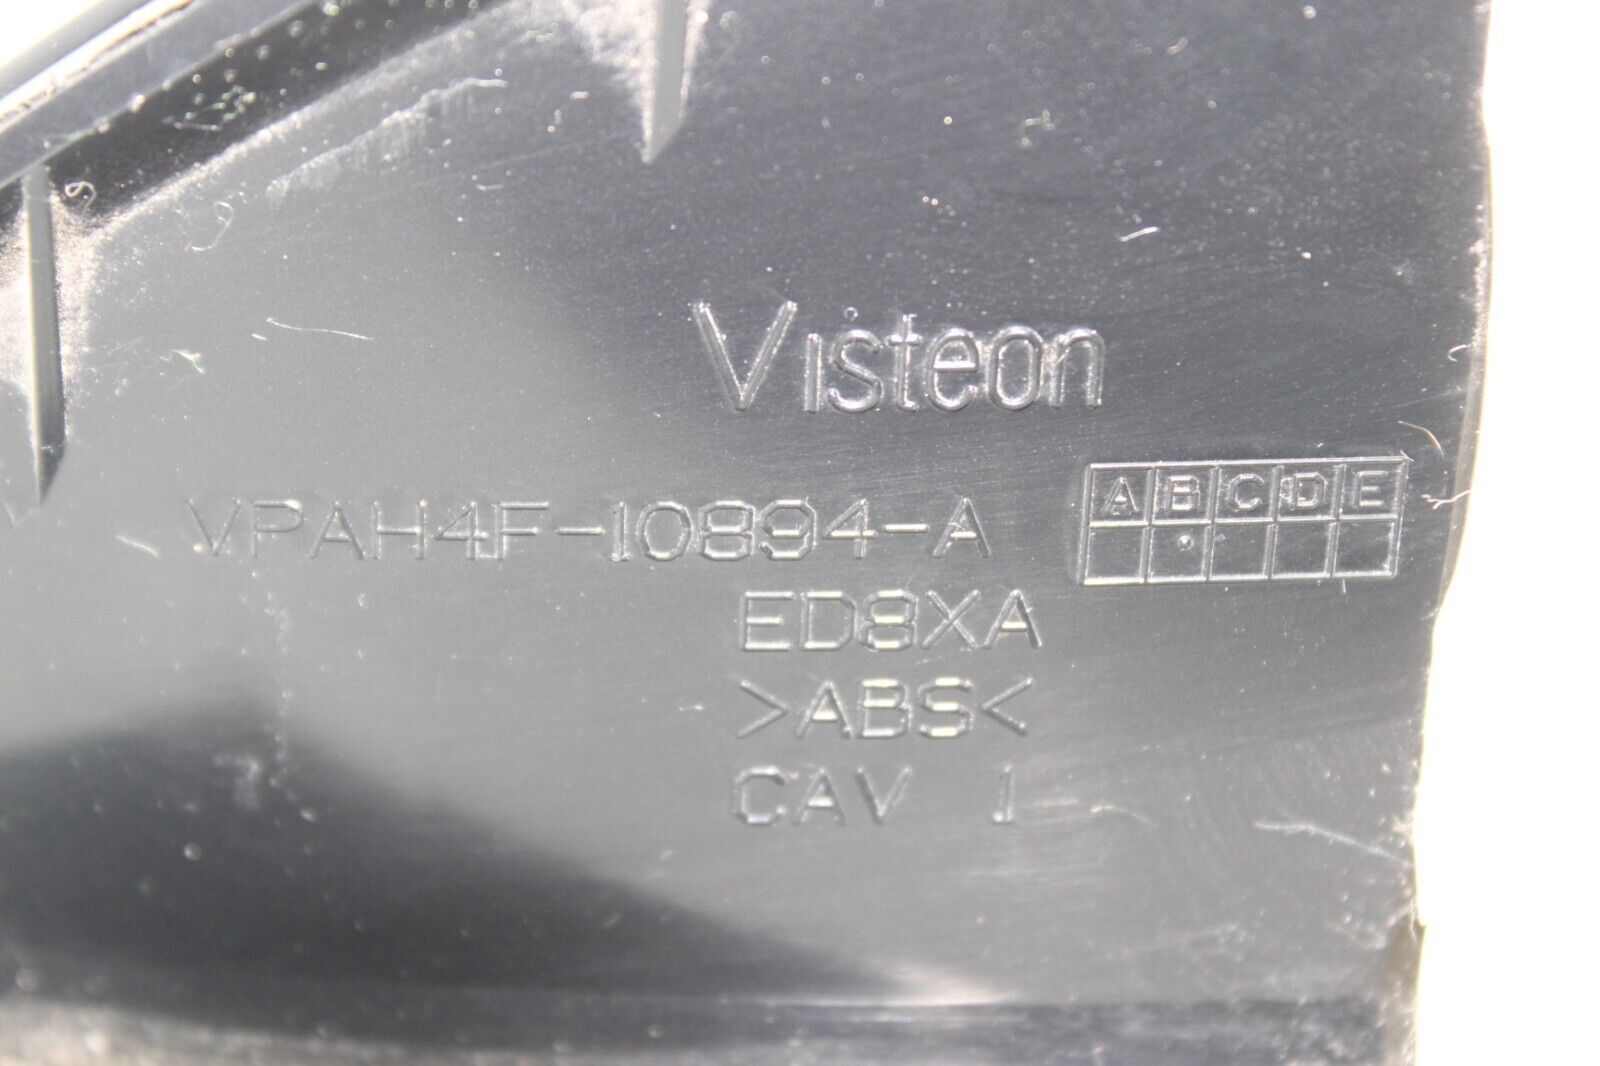 Visteon
A B C D E
VPAH4F-10894-A
ED8XA
>ABS<
CAV 1